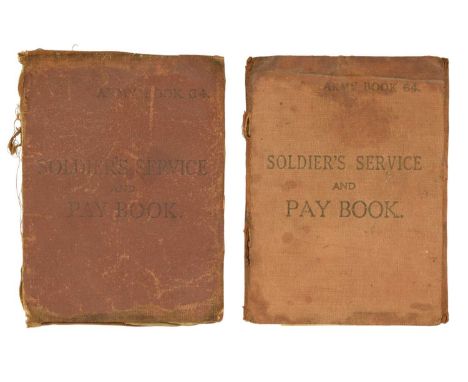 ARMY BOOK 64.
SOLDIER'S SERVICE
AND
PAY BOOK.
ARMY BOOK 64.
SOLDIER'S SERVICE
AND
PAY BOOK.